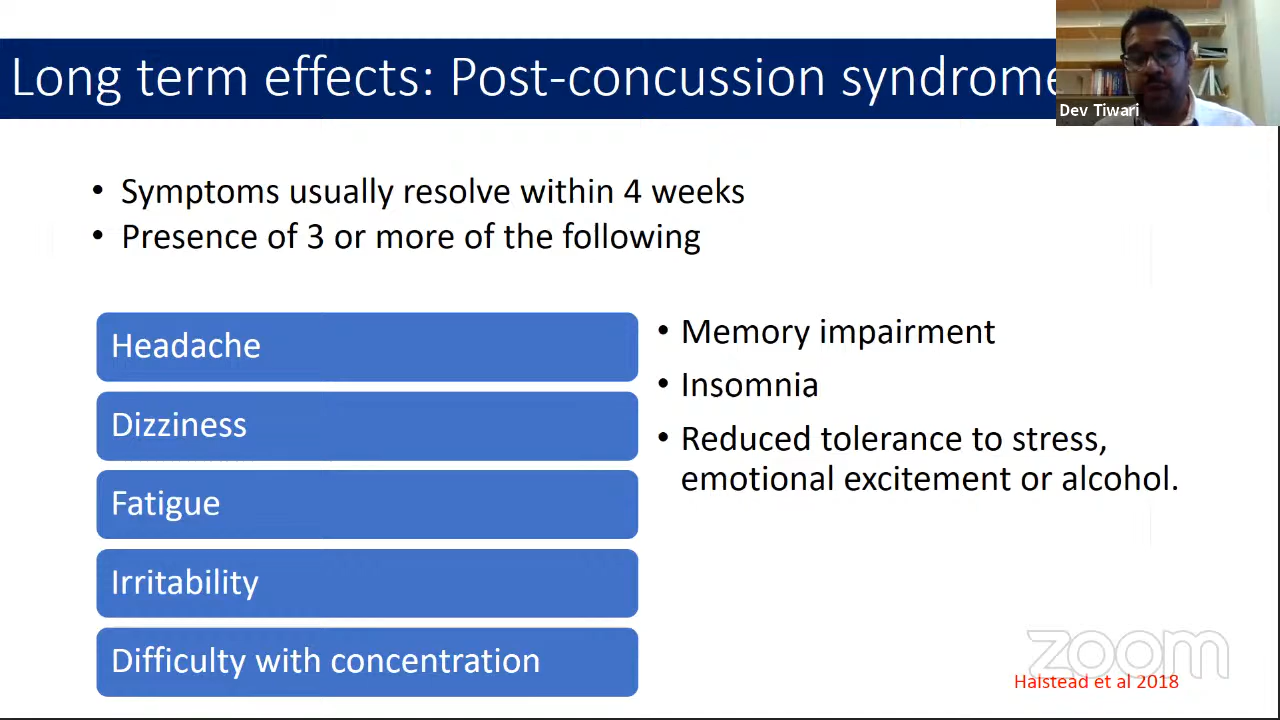 Long term effects: Post-concussion syndrome
Dev Tiwari
• Symptoms usually resolve within 4 weeks
• Presence of 3 or more of the following
Headache
Dizziness
Fatigue
Irritability
Difficulty with concentration
• Memory impairment
• Insomnia
• Reduced tolerance to stress,
emotional excitement or alcohol.
zoom
Halstead et al 2018